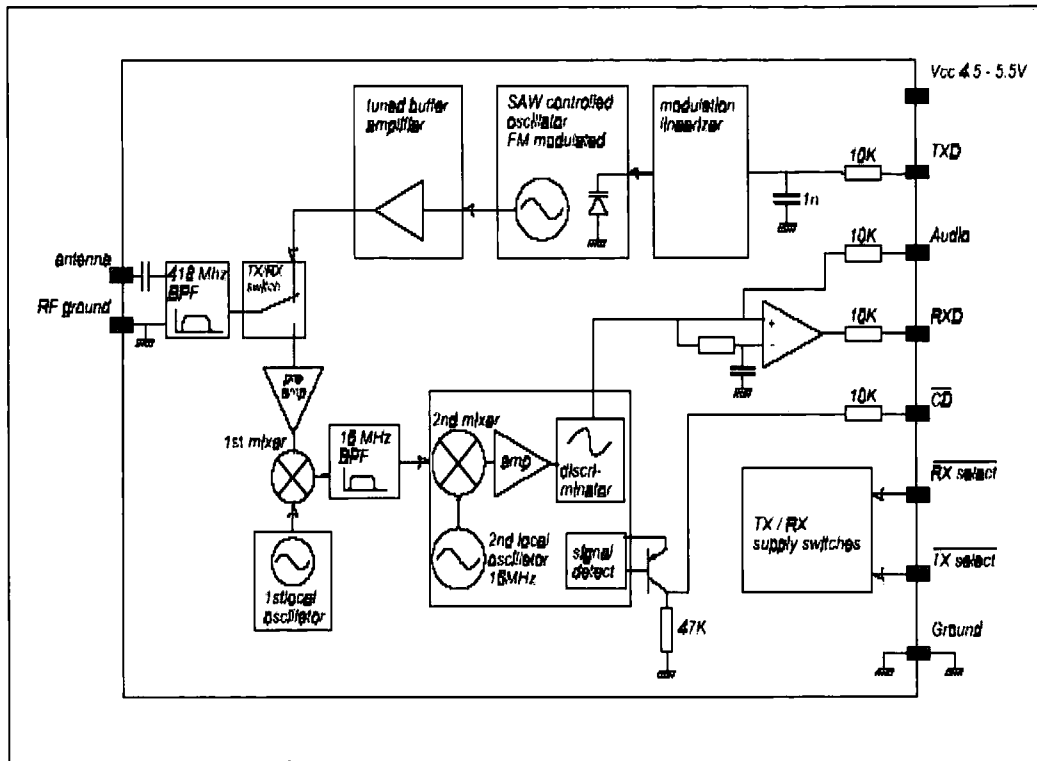 Vcc 4.5 - 5.5V
tuned buffer
amplifier
SAW controlled
oscillator
FM modulated
modulation
linearizer
10K
TXD
1n
10K
Audio
antenne
418 Mhz
BPF
TX/RX
switch
RF ground
10K
RXD
+
-
pre
amp
10K
CD
1st mixer
16 MHz
BPF
2nd mixer
amp
discri-
minator
RX select
TX / RX
supply switches
2nd local
oscillator
16MHz
signal
detect
TX select
1st local
oscillator
47K
Ground